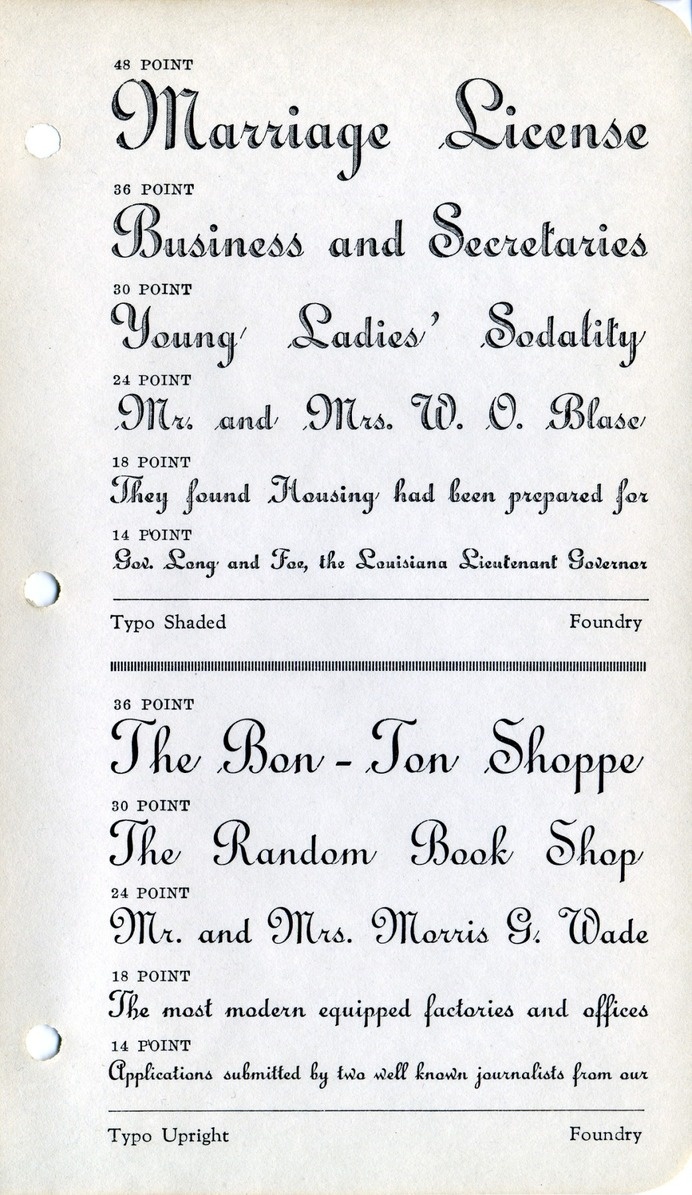 48 POINT
Marriage License
36 POINT
Business and Secretaries
30 POINT
Young Ladies' Sodality
24 POINT
Mr. and Mrs. W. O. Blase
18 POINT
They found Housing had been prepared for
14 POINT
Gov. Long and Foe, the Louisiana Lieutenant Governor
Typo Shaded Foundry
36 POINT
The Bon - Ton Shoppe
30 POINT
The Random Book Shop
24 POINT
Mr. and Mrs. Morris G. Wade
18 POINT
The most modern equipped factories and offices
14 POINT
Applications submitted by two well known journalists from our
Typo Upright Foundry